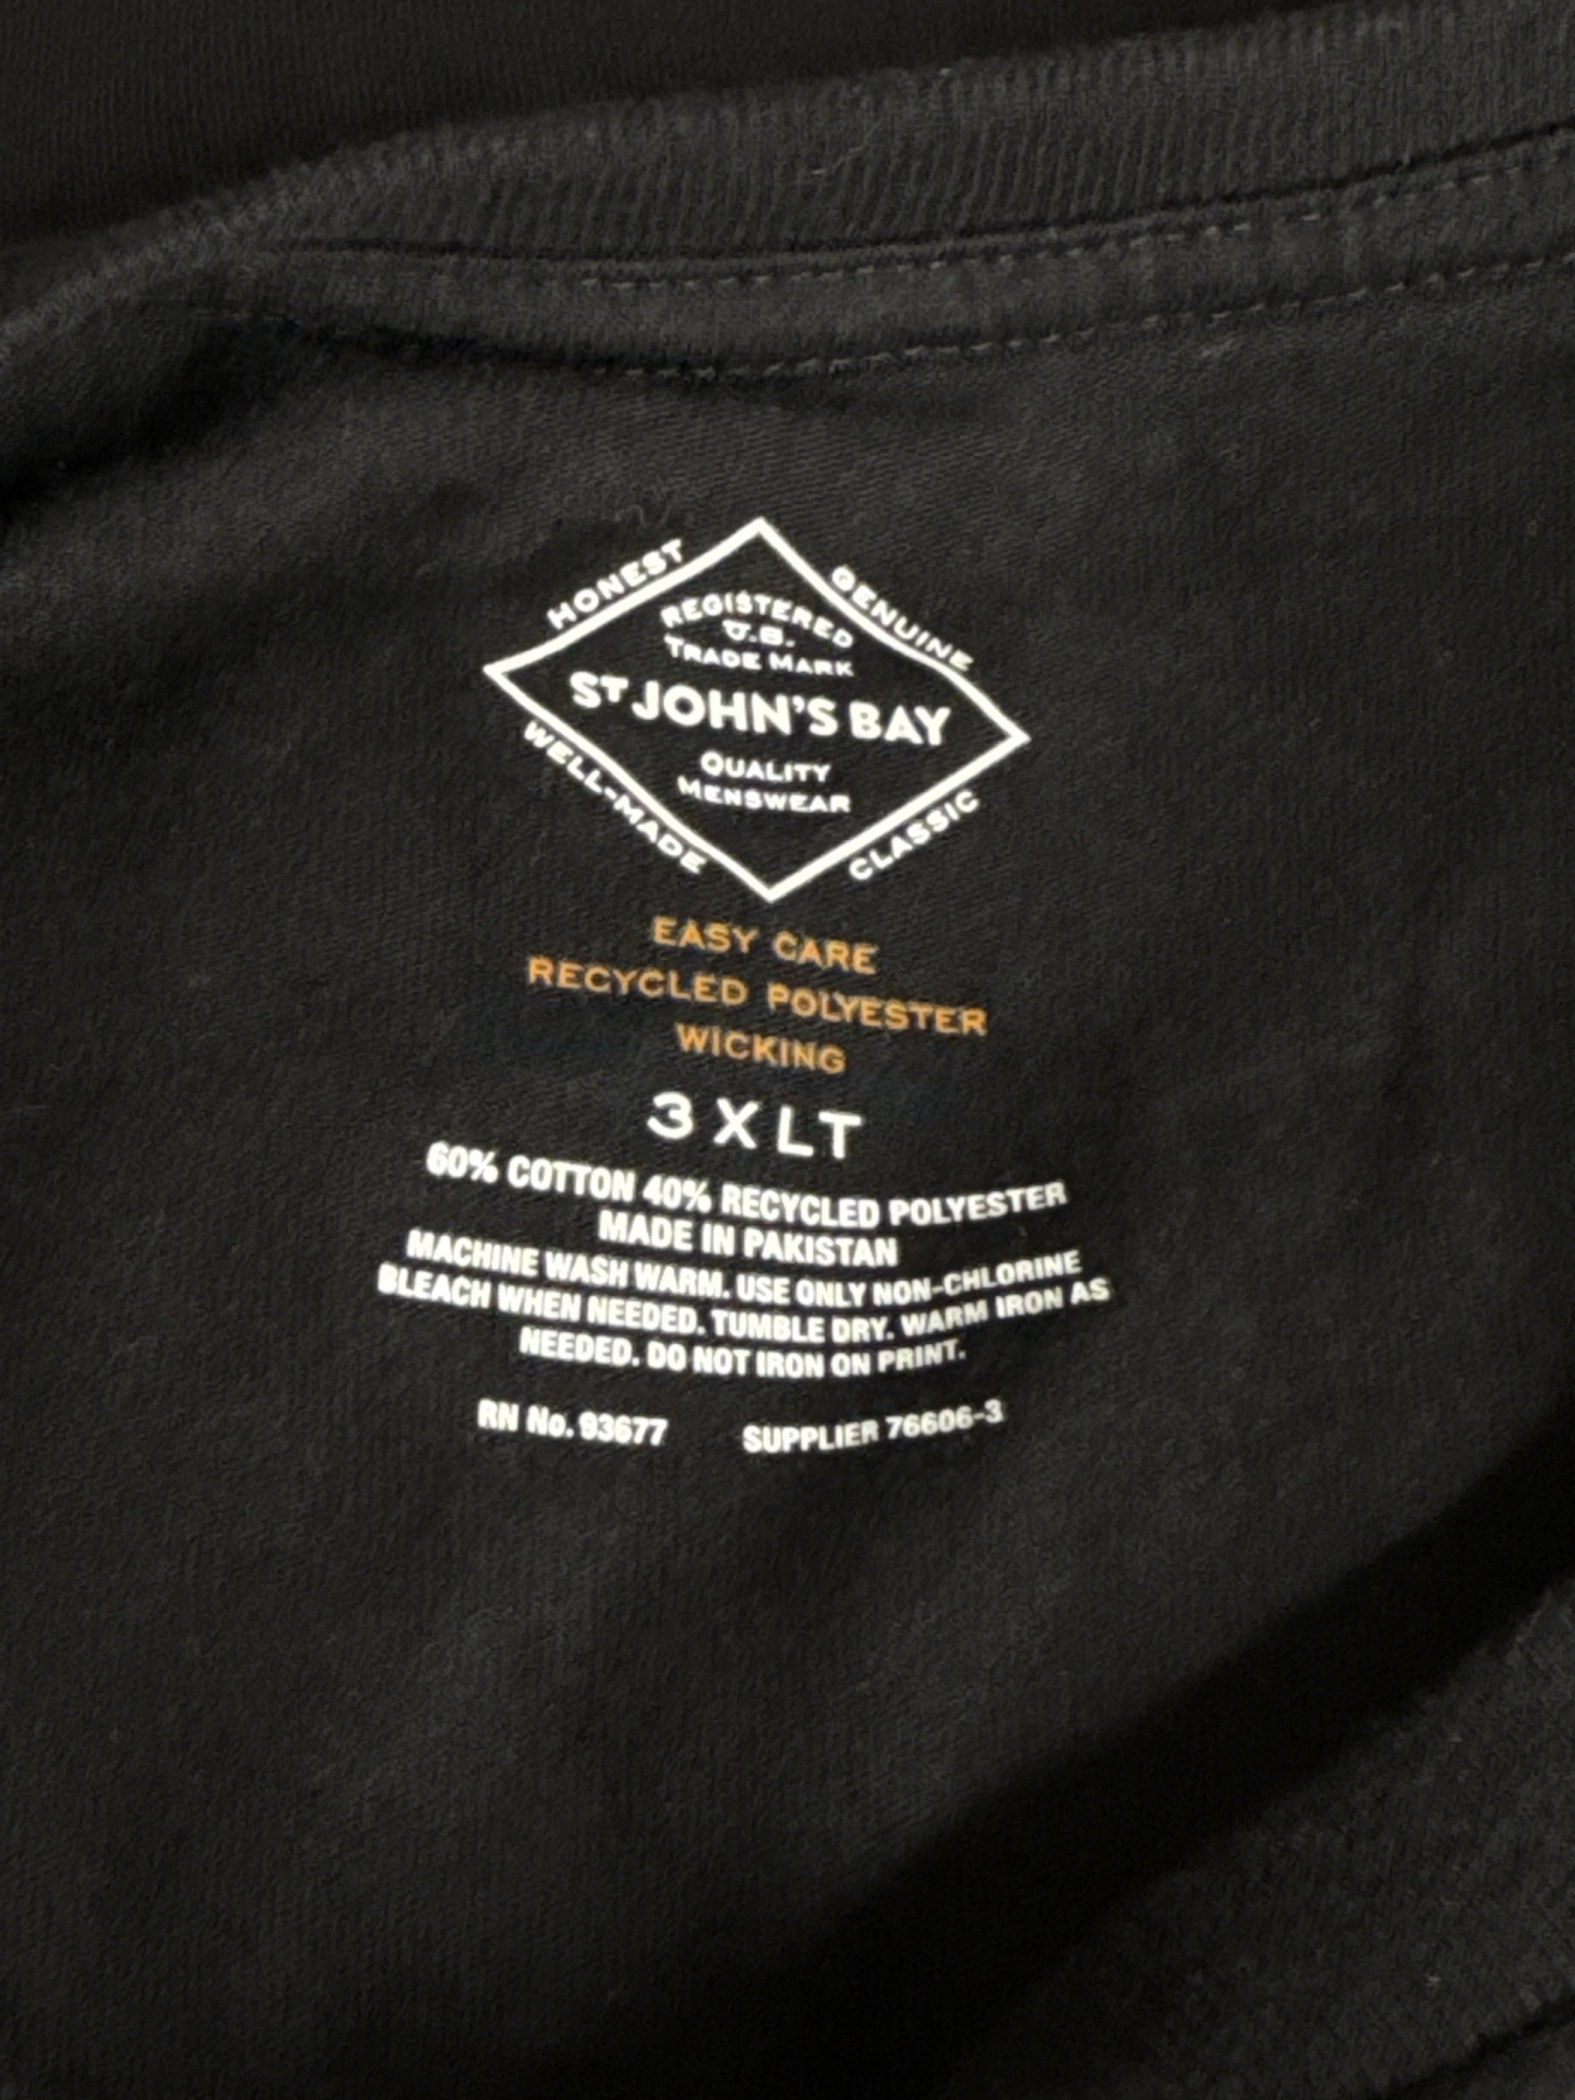 HONEST
GENUINE
REGISTERED
U.S.
TRADE MARK
ST JOHN'S BAY
QUALITY
MENSWEAR
WELL-MADE
CLASSIC
EASY CARE
RECYCLED POLYESTER
WICKING
3XLT
60% COTTON 40% RECYCLED POLYESTER
MADE IN PAKISTAN
MACHINE WASH WARM. USE ONLY NON-CHLORINE
BLEACH WHEN NEEDED. TUMBLE DRY. WARM IRON AS
NEEDED. DO NOT IRON ON PRINT.
RN No. 93677 SUPPLIER 76606-3